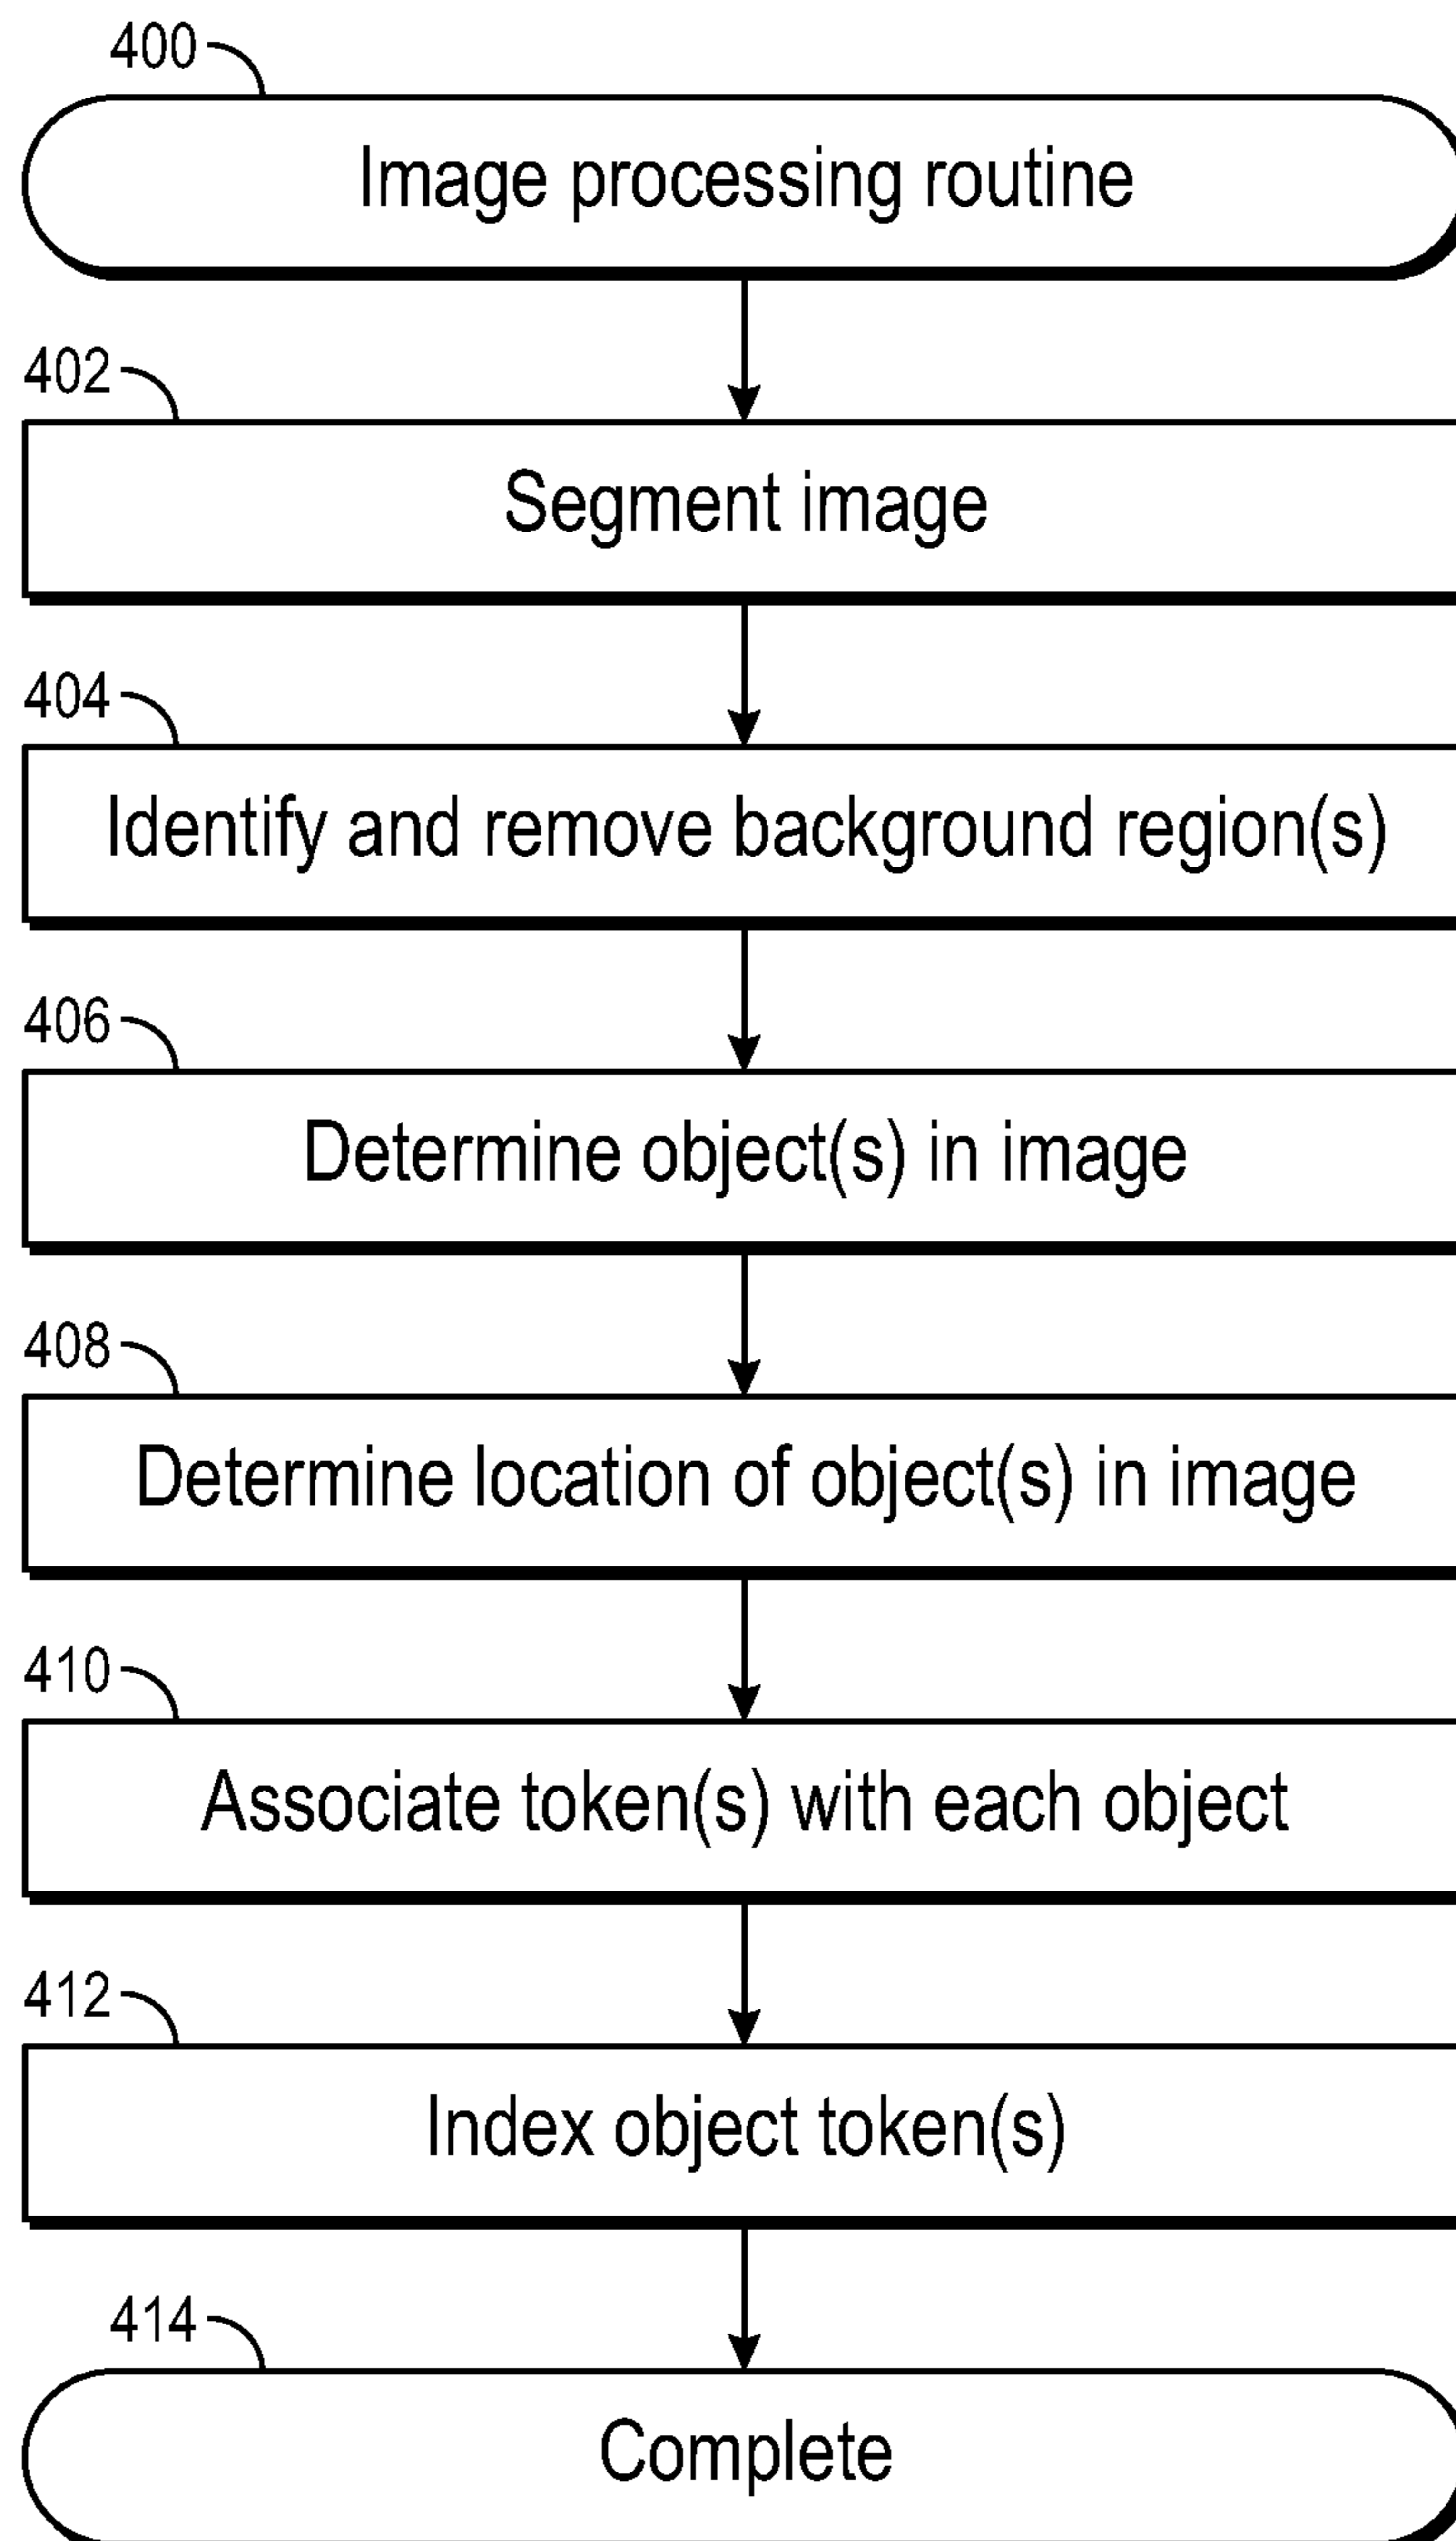 400
Image processing routine
402
Segment image
404
Identify and remove background region(s)
406
Determine object(s) in image
408
Determine location of object(s) in image
410
Associate token(s) with each object
412
Index object token(s)
414
Complete